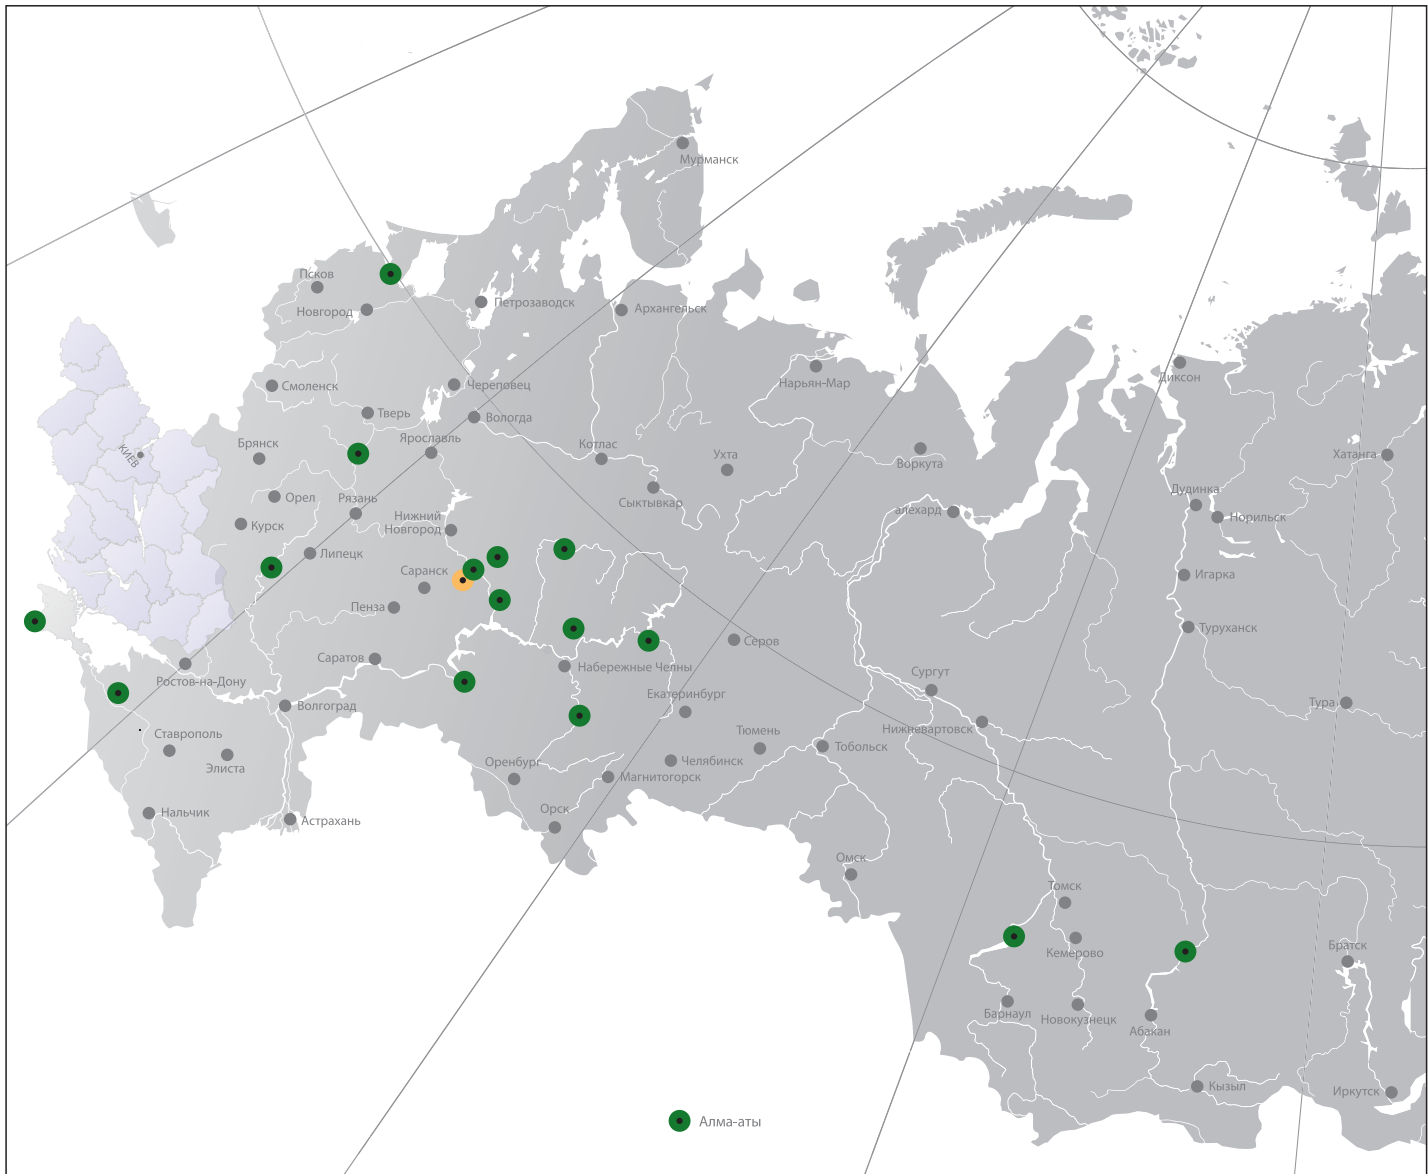 Мурманск
Псков
Новгород
Петрозаводск
Архангельск
Нарьян-Мар
Диксон
Смоленск
Череповец
Тверь
Вологда
Ярославль
КИЕВ
Брянск
Котлас
Ухта
Воркута
Хатанга
Орел
Рязань
Сыктывкар
Дудинка
алехард
Норильск
Курск
Нижний
Новгород
Липецк
Саранск
Игарка
Пенза
Туруханск
Серов
Саратов
Набережные Челны
Сургут
Ростов-на-Дону
Екатеринбург
Волгоград
Тура
Нижневартовск
Ставрополь
Тюмень
Тобольск
Элиста
Оренбург
Челябинск
Магнитогорск
Нальчик
Орск
Астрахань
Омск
Томск
Кемерово
Братск
Барнаул
Новокузнецк
Абакан
Кызыл
Иркутск
Алма-аты